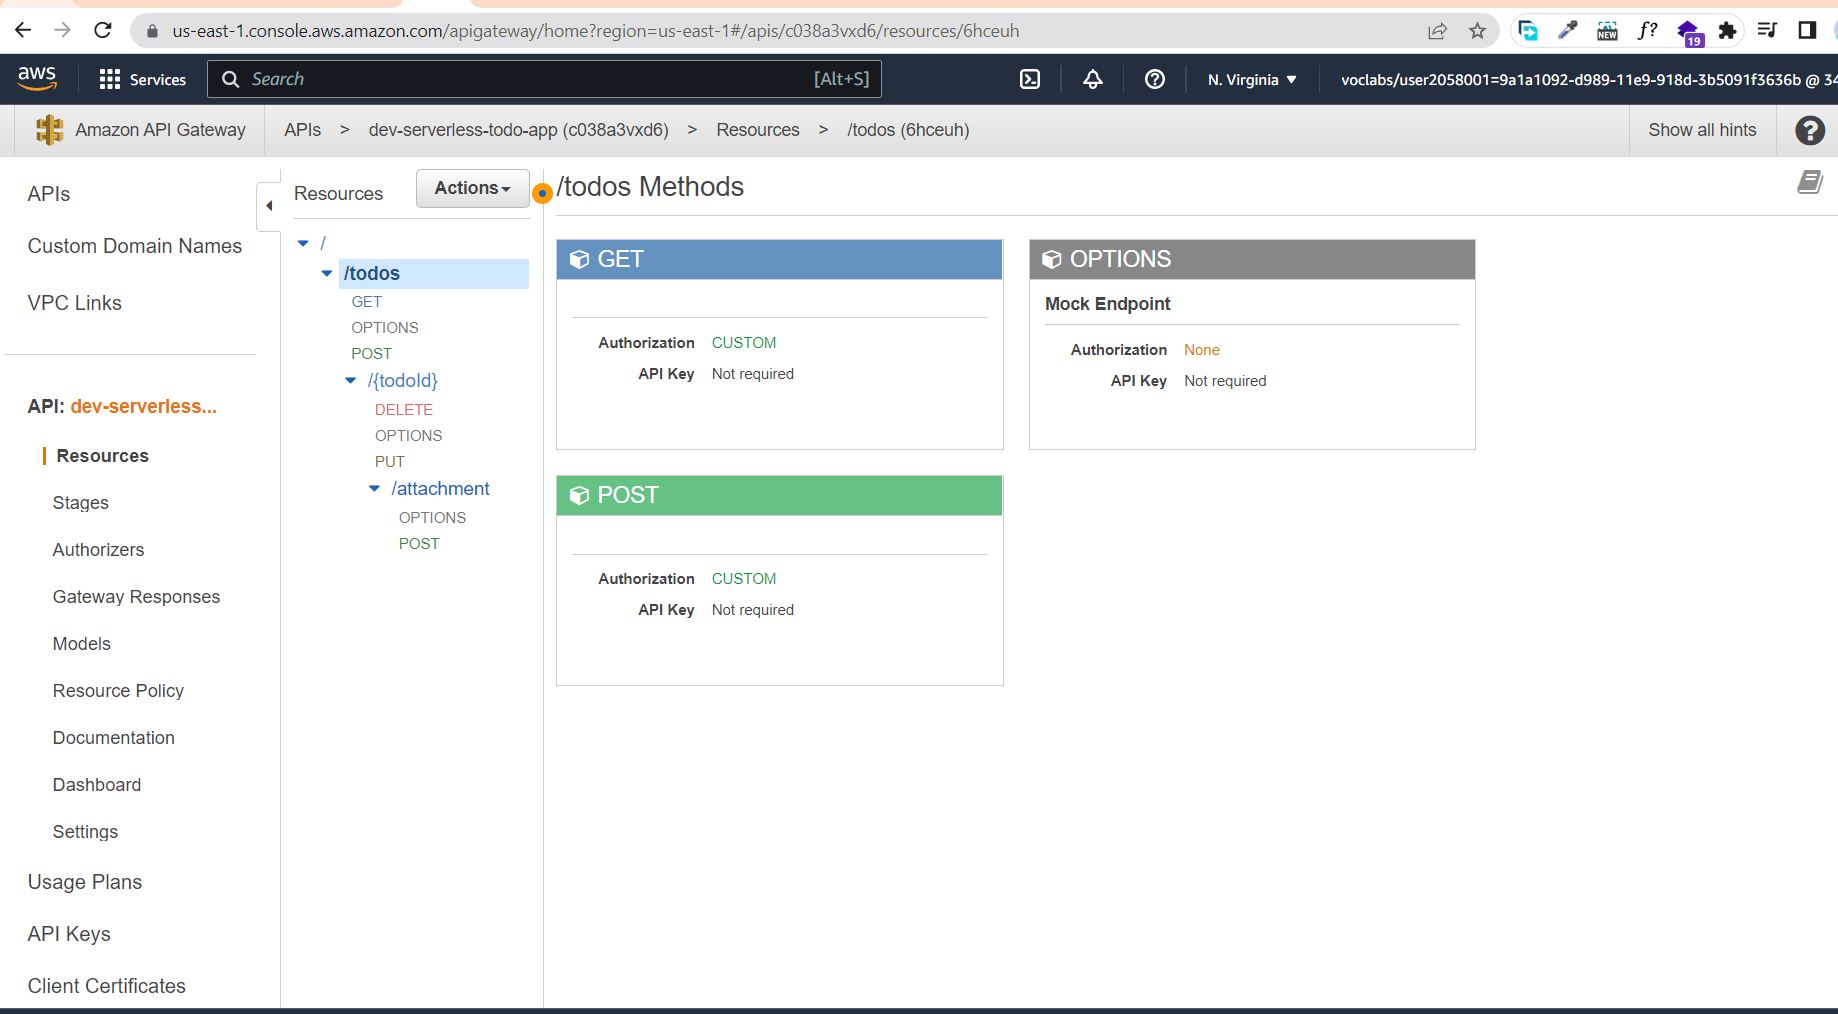 us-east-1.console.aws.amazon.com/apigateway/home?region=us-east-1#/apis/c038a3vxd6/resources/6hceuh
NEW
f?
19
aws
Services
Search
[Alt+S]
N. Virginia
voclabs/user2058001=9a1a1092-d989-11e9-918d-3b5091f3636b @ 34
Amazon API Gateway
APIs > dev-serverless-todo-app (c038a3vxd6) > Resources > /todos (6hceuh)
Show all hints
APIs
Custom Domain Names
VPC Links
API: dev-serverless...
Resources
Stages
Authorizers
Gateway Responses
Models
Resource Policy
Documentation
Dashboard
Settings
Usage Plans
API Keys
Client Certificates
Resources
Actions
/
/todos
GET
OPTIONS
POST
/{todoId}
DELETE
OPTIONS
PUT
/attachment
OPTIONS
POST
/todos Methods
GET
Authorization CUSTOM
API Key Not required
OPTIONS
Mock Endpoint
Authorization None
API Key Not required
POST
Authorization CUSTOM
API Key Not required